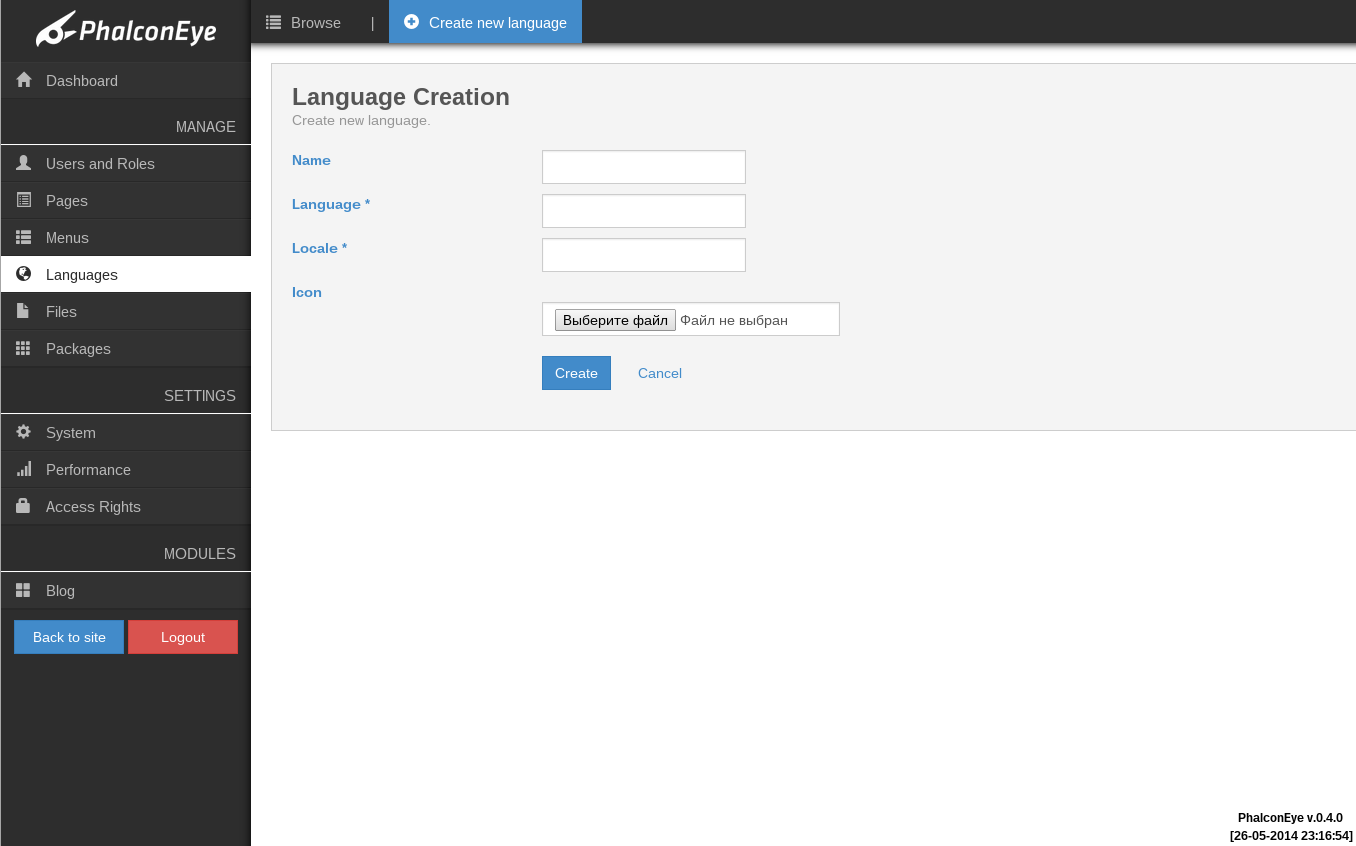 PhalconEye
Browse | Create new language
Dashboard
MANAGE
Users and Roles
Pages
Menus
Languages
Files
Packages
SETTINGS
System
Performance
Access Rights
MODULES
Blog
Back to site Logout
Language Creation
Create new language.
Name
Language *
Locale *
Icon
Выберите файл Файл не выбран
Create Cancel
PhalconEye v.0.4.0
[26-05-2014 23:16:54]